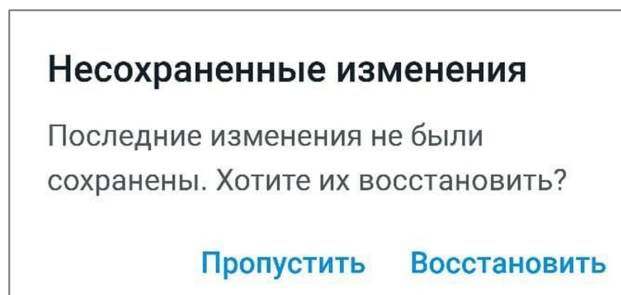 Несохраненные изменения
Последние изменения не были
сохранены. Хотите их восстановить?
Пропустить Восстановить